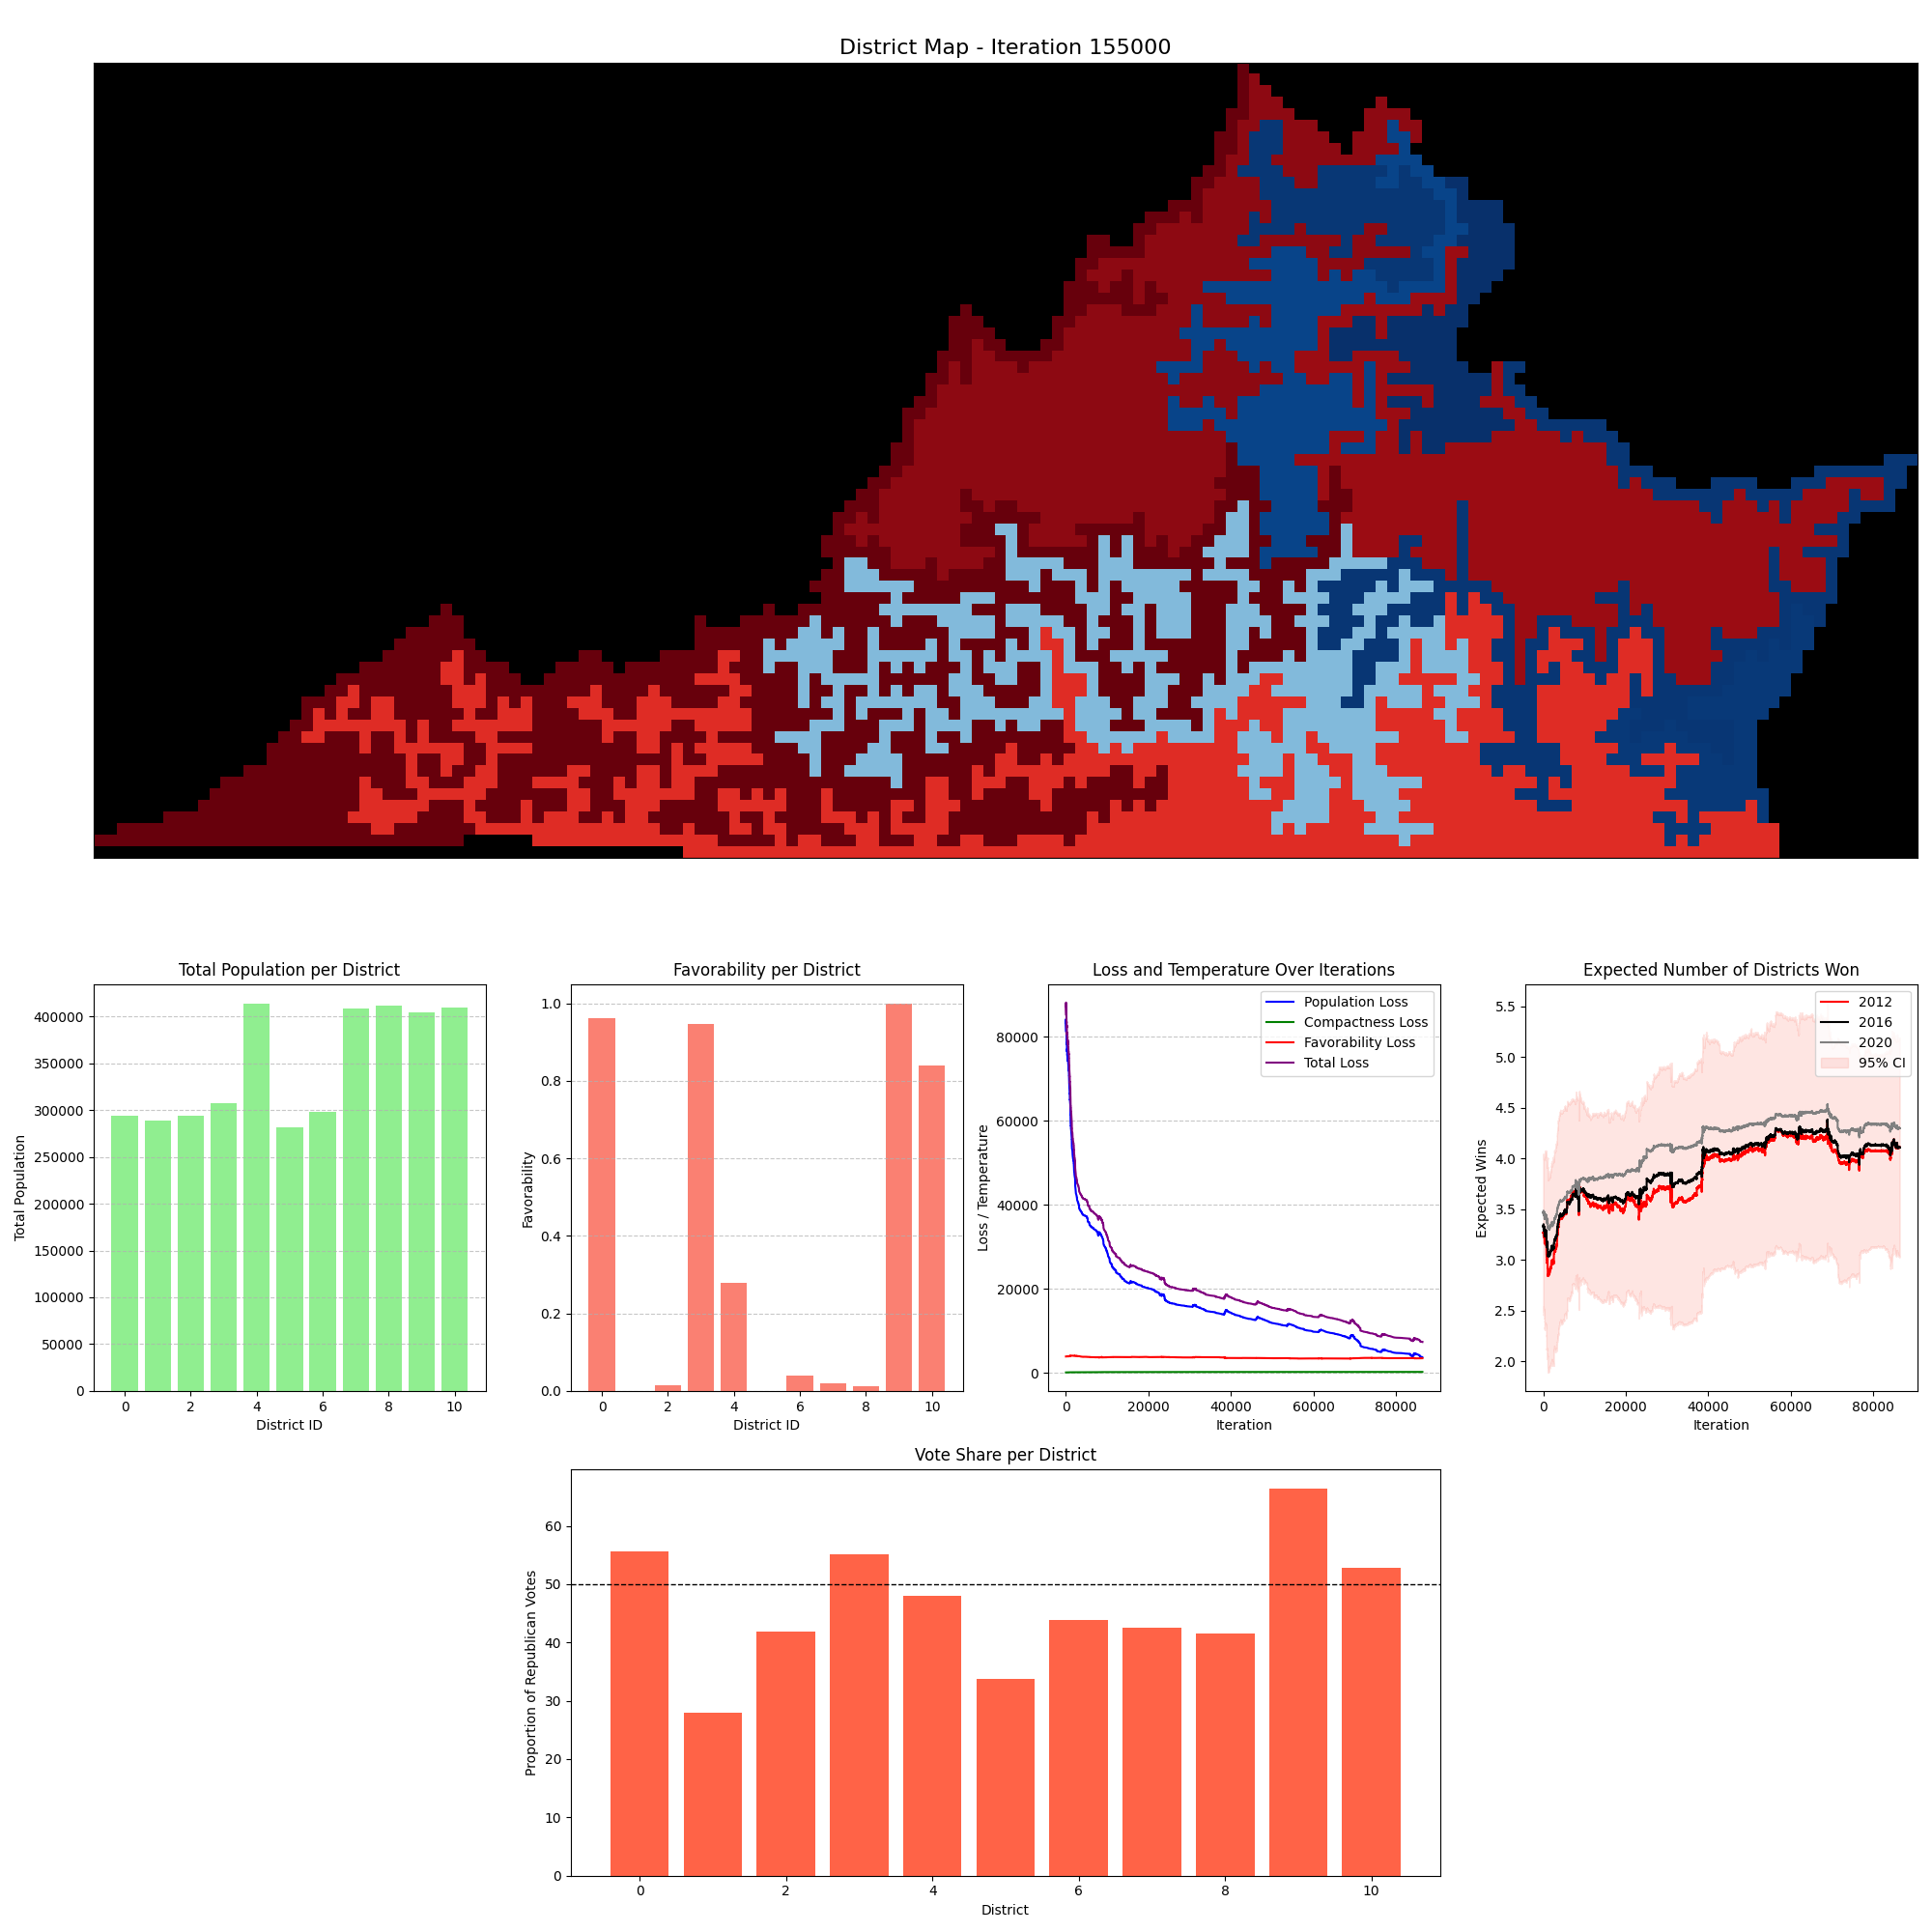 District Map - Iteration 155000
Total Population per District
Total Population
400000
350000
300000
250000
200000
150000
100000
50000
0
0 2 4 6 8 10
District ID
Favorability per District
Favorability
1.0
0.8
0.6
0.4
0.2
0.0
0 2 4 6 8 10
District ID
Loss and Temperature Over Iterations
Loss / Temperature
80000
60000
40000
20000
0
Population Loss
Compactness Loss
Favorability Loss
Total Loss
0 20000 40000 60000 80000
Iteration
Expected Number of Districts Won
Expected Wins
5.5
5.0
4.5
4.0
3.5
3.0
2.5
2.0
2012
2016
2020
95% CI
0 20000 40000 60000 80000
Iteration
Vote Share per District
Proportion of Republican Votes
60
50
40
30
20
10
0
0 2 4 6 8 10
District